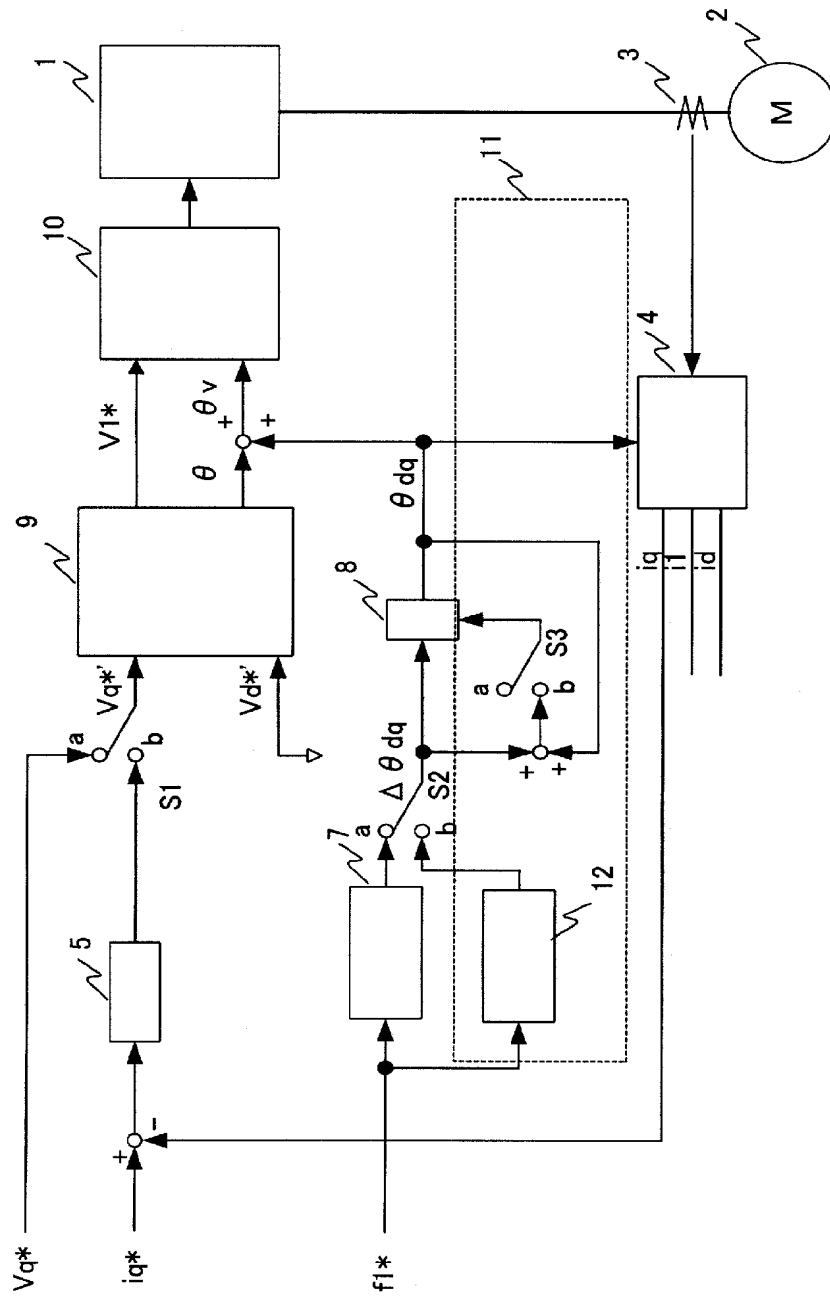 1
2
3
M
10
11
4
V1*
θv
+
+
θ
θdq
9
8
iq
i1
id
Vq*'
Vd*'
a
b
S1
S3
a
b
Δθdq
S2
a
b
+
+
7
12
5
+
-
Vq*
iq*
f1*